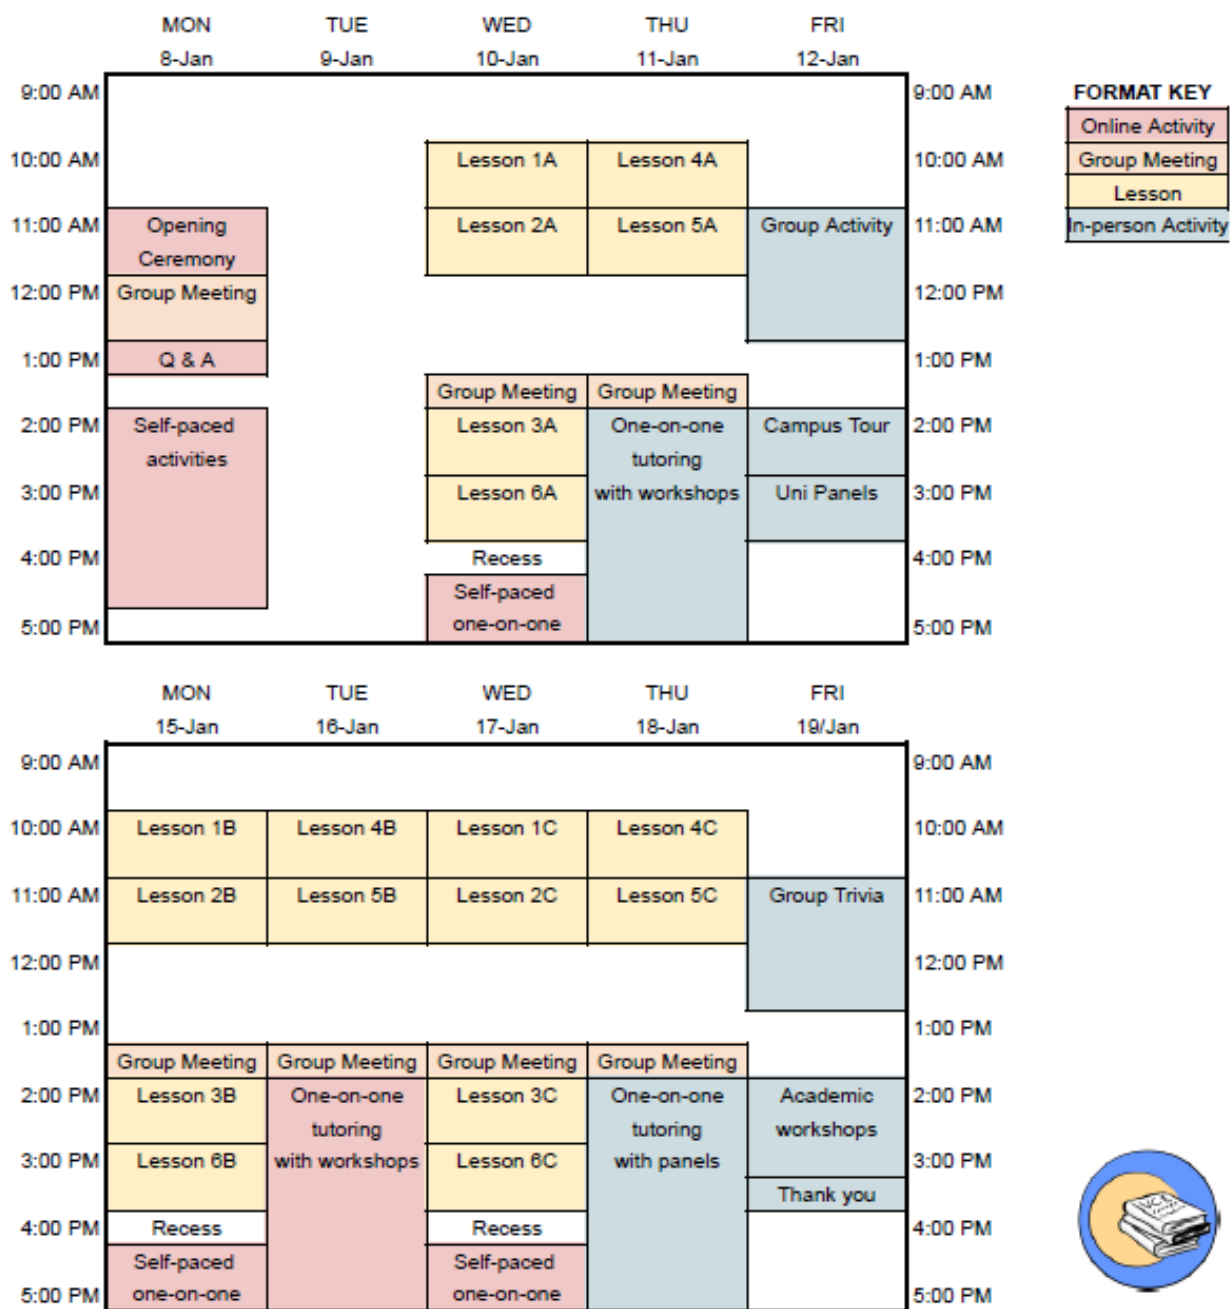 MON TUE WED THU FRI
8-Jan 9-Jan 10-Jan 11-Jan 12-Jan
9:00 AM 9:00 AM FORMAT KEY
Online Activity
10:00 AM Lesson 1A Lesson 4A 10:00 AM Group Meeting
Lesson
11:00 AM Opening Lesson 2A Lesson 5A Group Activity 11:00 AM In-person Activity
Ceremony
12:00 PM Group Meeting 12:00 PM
1:00 PM Q & A 1:00 PM
Group Meeting Group Meeting
2:00 PM Self-paced Lesson 3A One-on-one Campus Tour 2:00 PM
activities tutoring
3:00 PM Lesson 6A with workshops Uni Panels 3:00 PM
4:00 PM Recess 4:00 PM
Self-paced
5:00 PM one-on-one 5:00 PM
MON TUE WED THU FRI
15-Jan 16-Jan 17-Jan 18-Jan 19/Jan
9:00 AM 9:00 AM
10:00 AM Lesson 1B Lesson 4B Lesson 1C Lesson 4C 10:00 AM
11:00 AM Lesson 2B Lesson 5B Lesson 2C Lesson 5C Group Trivia 11:00 AM
12:00 PM 12:00 PM
1:00 PM 1:00 PM
Group Meeting Group Meeting Group Meeting Group Meeting
2:00 PM Lesson 3B One-on-one Lesson 3C One-on-one Academic 2:00 PM
tutoring tutoring workshops
3:00 PM Lesson 6B with workshops Lesson 6C with panels 3:00 PM
Thank you
4:00 PM Recess Recess 4:00 PM
Self-paced Self-paced
5:00 PM one-on-one one-on-one 5:00 PM
VCE